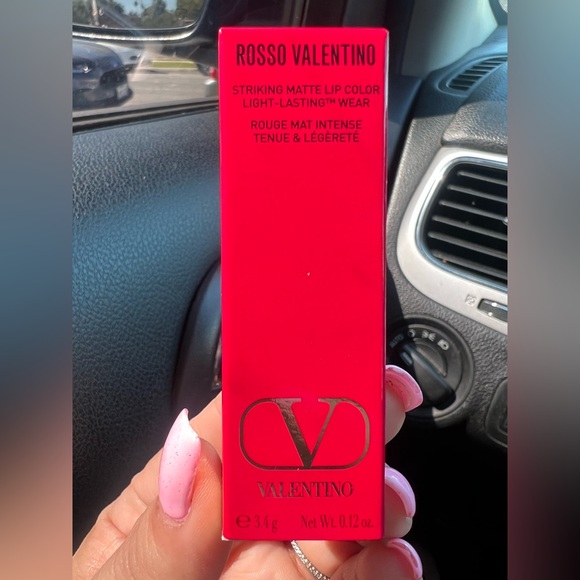 ROSSO VALENTINO
STRIKING MATTE LIP COLOR
LIGHT-LASTING™ WEAR
ROUGE MAT INTENSE
TENUE & LÉGÈRETÉ
V
VALENTINO
℮ 3.4 g Net Wt. 0.12 oz.